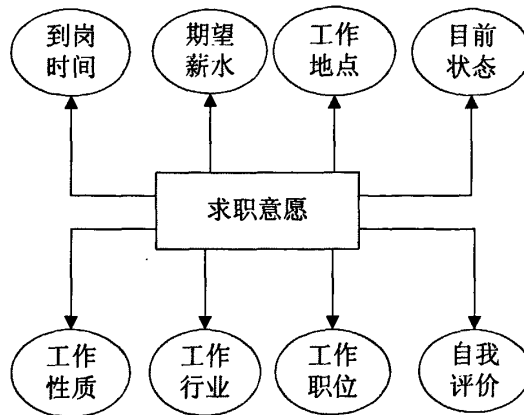 到岗
时间
期望
薪水
工作
地点
目前
状态
求职意愿
工作
性质
工作
行业
工作
职位
自我
评价